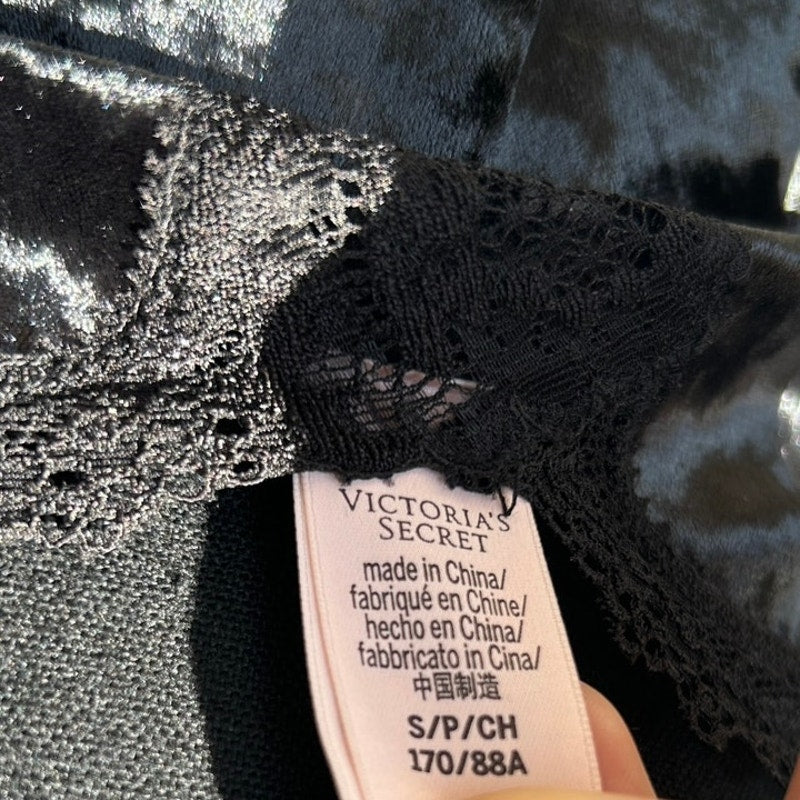 VICTORIA'S
SECRET
made in China/
fabriqué en Chine/
hecho en China/
fabbricato in Cina/
中国制造
S/P/CH
170/88A